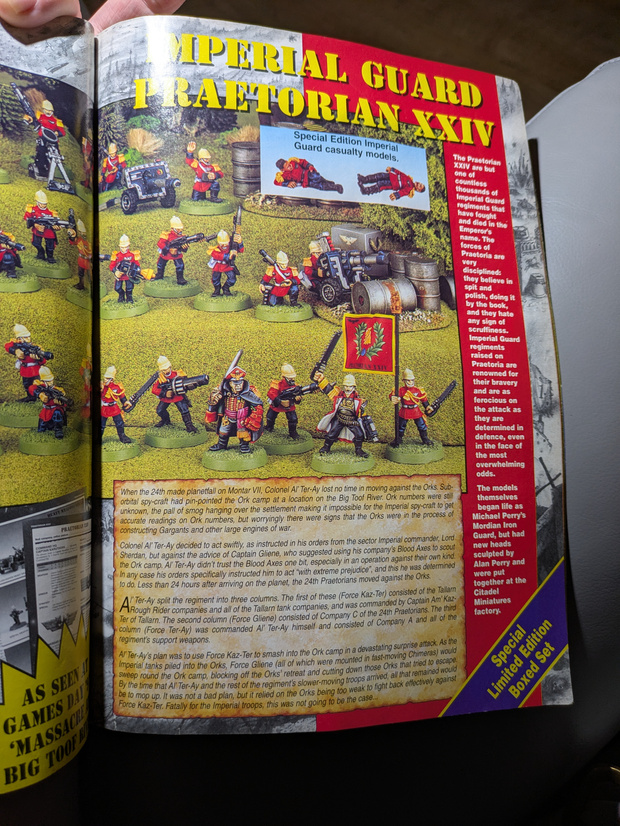 IMPERIAL GUARD
PRAETORIAN XXIV
Special Edition Imperial
Guard casualty models.
The Praetorian
XXIV are but
one of
countless
thousands of
Imperial Guard
regiments that
have fought
and died in the
Emperor's
name. The
forces of
Praetoria are
very
disciplined:
they believe in
spit and
polish, doing it
by the book,
and they hate
any sign of
scruffiness.
Imperial Guard
regiments
raised on
Praetoria are
renowned for
their bravery
and are as
ferocious on
the attack as
they are
determined in
defence, even
in the face of
the most
overwhelming
odds.
The models
themselves
began life as
Michael Perry's
Mordian Iron
Guard, but had
new heads
sculpted by
Alan Perry and
were put
together at the
Citadel
Miniatures
factory.
When the 24th made planetfall on Montar VII, Colonel Al' Ter-Ay lost no time in moving against the Orks. Sub-
orbital spy-craft had pin-pointed the Ork camp at a location on the Big Toof River. Ork numbers were still
unknown, the pall of smog hanging over the settlement making it impossible for the Imperial spy-craft to get
accurate readings on Ork numbers, but worryingly there were signs that the Orks were in the process of
constructing Gargants and other large engines of war.
Colonel Al' Ter-Ay decided to act swiftly, as instructed in his orders from the sector Imperial commander, Lord
Sherdan, but against the advice of Captain Gliene, who suggested using his company's Blood Axes to scout
the Ork camp. Al' Ter-Ay didn't trust the Blood Axes one bit, especially in an operation against their own kind.
In any case his orders specifically instructed him to act "with extreme prejudice", and this he was determined
to do. Less than 24 hours after arriving on the planet, the 24th Praetorians moved against the Orks.
Al' Ter-Ay split the regiment into three columns. The first of these (Force Kaz-Ter) consisted of the Tallarn
Rough Rider companies and all of the Tallarn tank companies, and was commanded by Captain Am' Kaz-
Ter of Tallarn. The second column (Force Gliene) consisted of Company C of the 24th Praetorians. The third
column (Force Ter-Ay) was commanded Al' Ter-Ay himself and consisted of Company A and all of the
regiment's support weapons.
Al' Ter-Ay's plan was to use Force Kaz-Ter to smash into the Ork camp in a devastating surprise attack. As the
Imperial tanks piled into the Orks, Force Gliene (all of which were mounted in fast-moving Chimeras) would
sweep round the Ork camp, blocking off the Orks' retreat and cutting down those Orks that tried to escape.
By the time that Al' Ter-Ay and the rest of the regiment's slower-moving troops arrived, all that remained would
be to mop up. It was not a bad plan, but it relied on the Orks being too weak to fight back effectively against
Force Kaz-Ter. Fatally for the Imperial troops, this was not going to be the case...
Special
Limited Edition
Boxed Set
AS SEEN AT
GAMES DAY
'MASSACRE
BIG TOOF